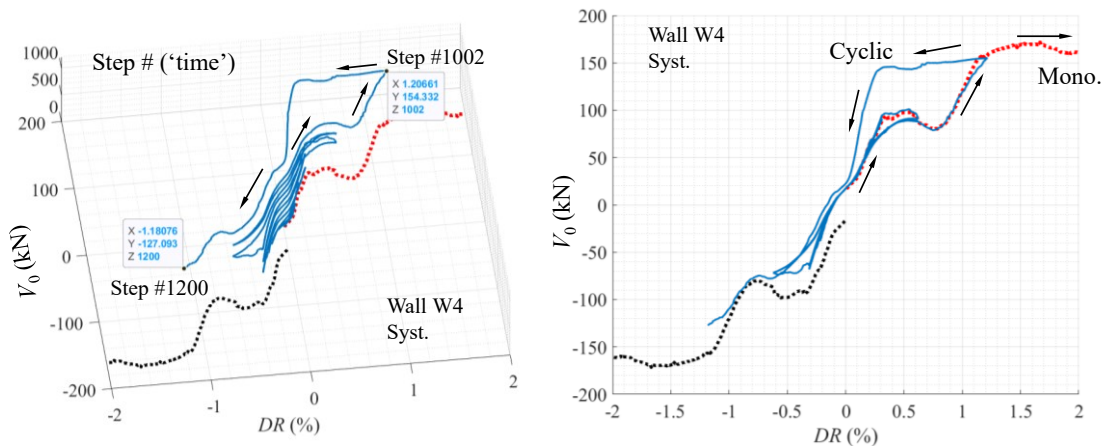 1000
500
0
200
100
0
-100
-200
V0 (kN)
Step # (‘time’)
Step #1002
X 1.20661
Y 154.332
Z 1002
X -1.18076
Y -127.093
Z 1200
Step #1200
Wall W4
Syst.
-2
-1
0
1
2
DR (%)
200
150
100
50
0
-50
-100
-150
-200
V0 (kN)
Wall W4
Syst.
Cyclic
Mono.
-2
-1.5
-1
-0.5
0
0.5
1
1.5
2
DR (%)